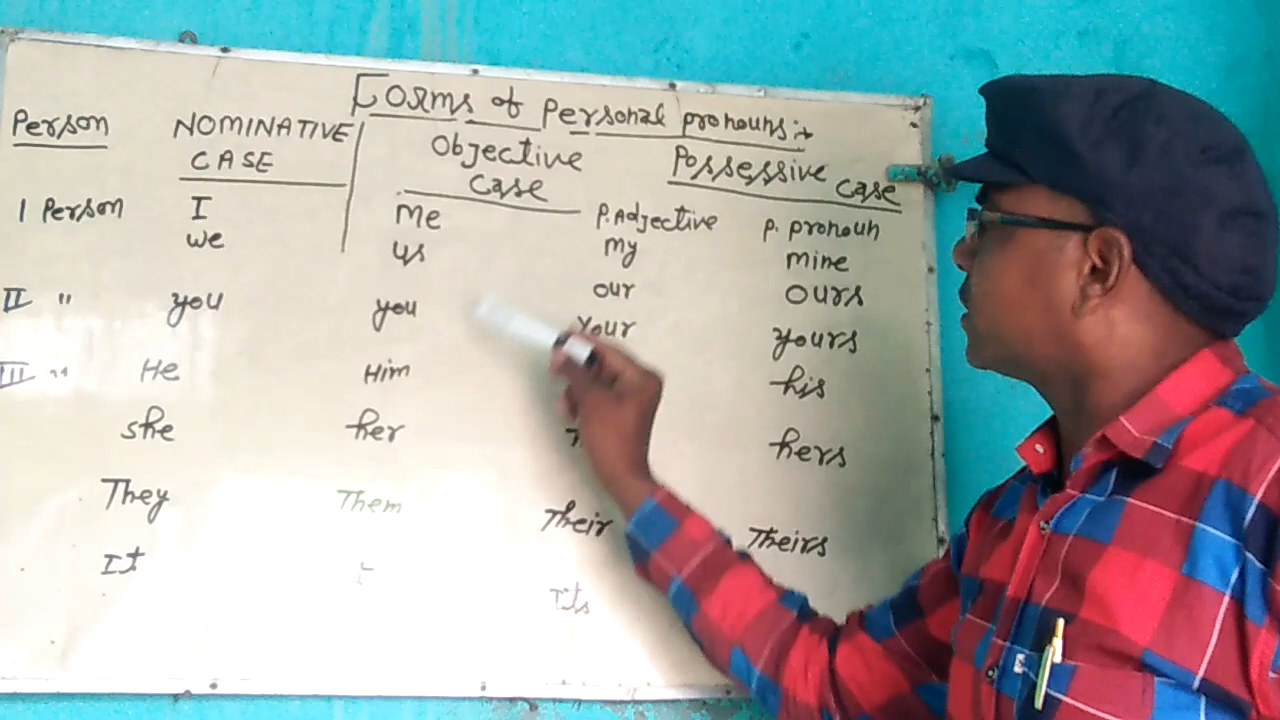 Forms of personal pronouns :-
Person NOMINATIVE CASE Objective Case Possessive Case
P. Adjective P. pronoun
I Person I me my mine
we us our ours
II " you you your yours
III " He Him his
she her hers
They Them Their Theirs
It Its